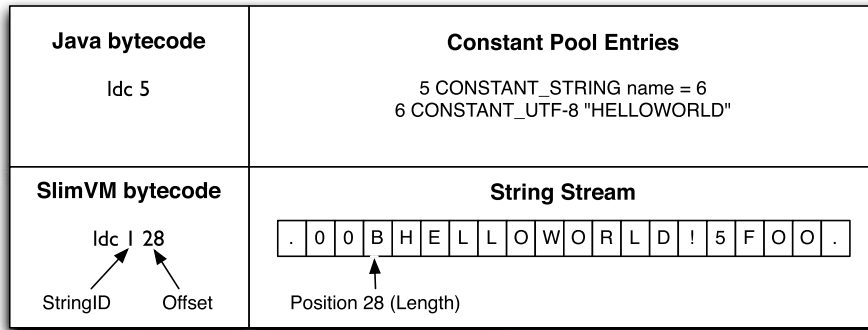 Java bytecode
ldc 5
Constant Pool Entries
5 CONSTANT_STRING name = 6
6 CONSTANT_UTF-8 "HELLOWORLD"
SlimVM bytecode
ldc 1 28
StringID Offset
String Stream
. 0 0 B H E L L O W O R L D ! 5 F O O .
Position 28 (Length)